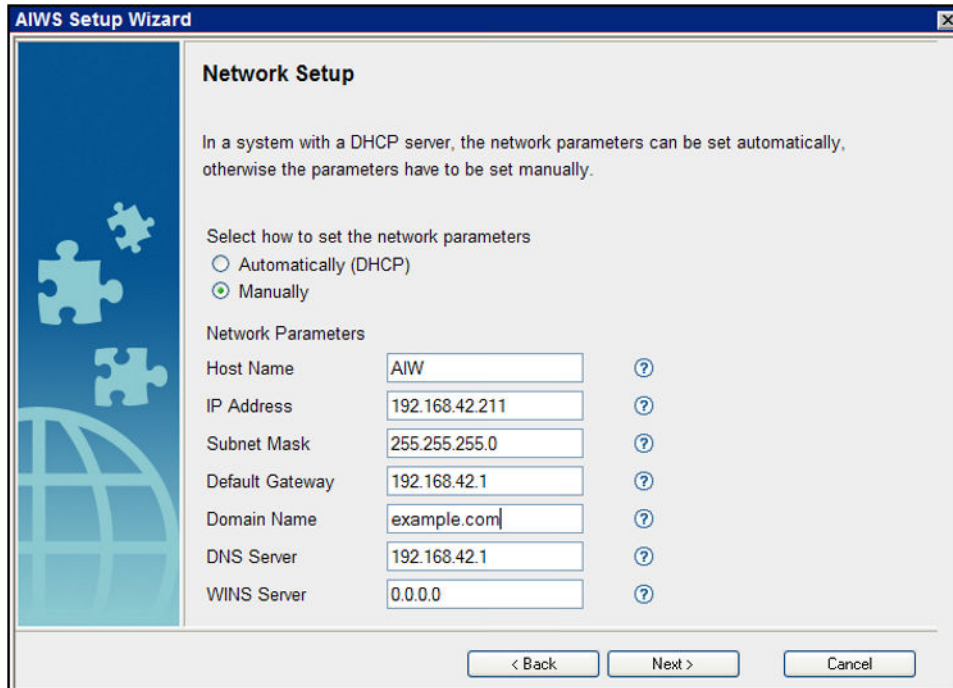 AIWS Setup Wizard
Network Setup
In a system with a DHCP server, the network parameters can be set automatically,
otherwise the parameters have to be set manually.
Select how to set the network parameters
Automatically (DHCP)
Manually
Network Parameters
Host Name AIW ?
IP Address 192.168.42.211 ?
Subnet Mask 255.255.255.0 ?
Default Gateway 192.168.42.1 ?
Domain Name example.com ?
DNS Server 192.168.42.1 ?
WINS Server 0.0.0.0 ?
< Back Next > Cancel